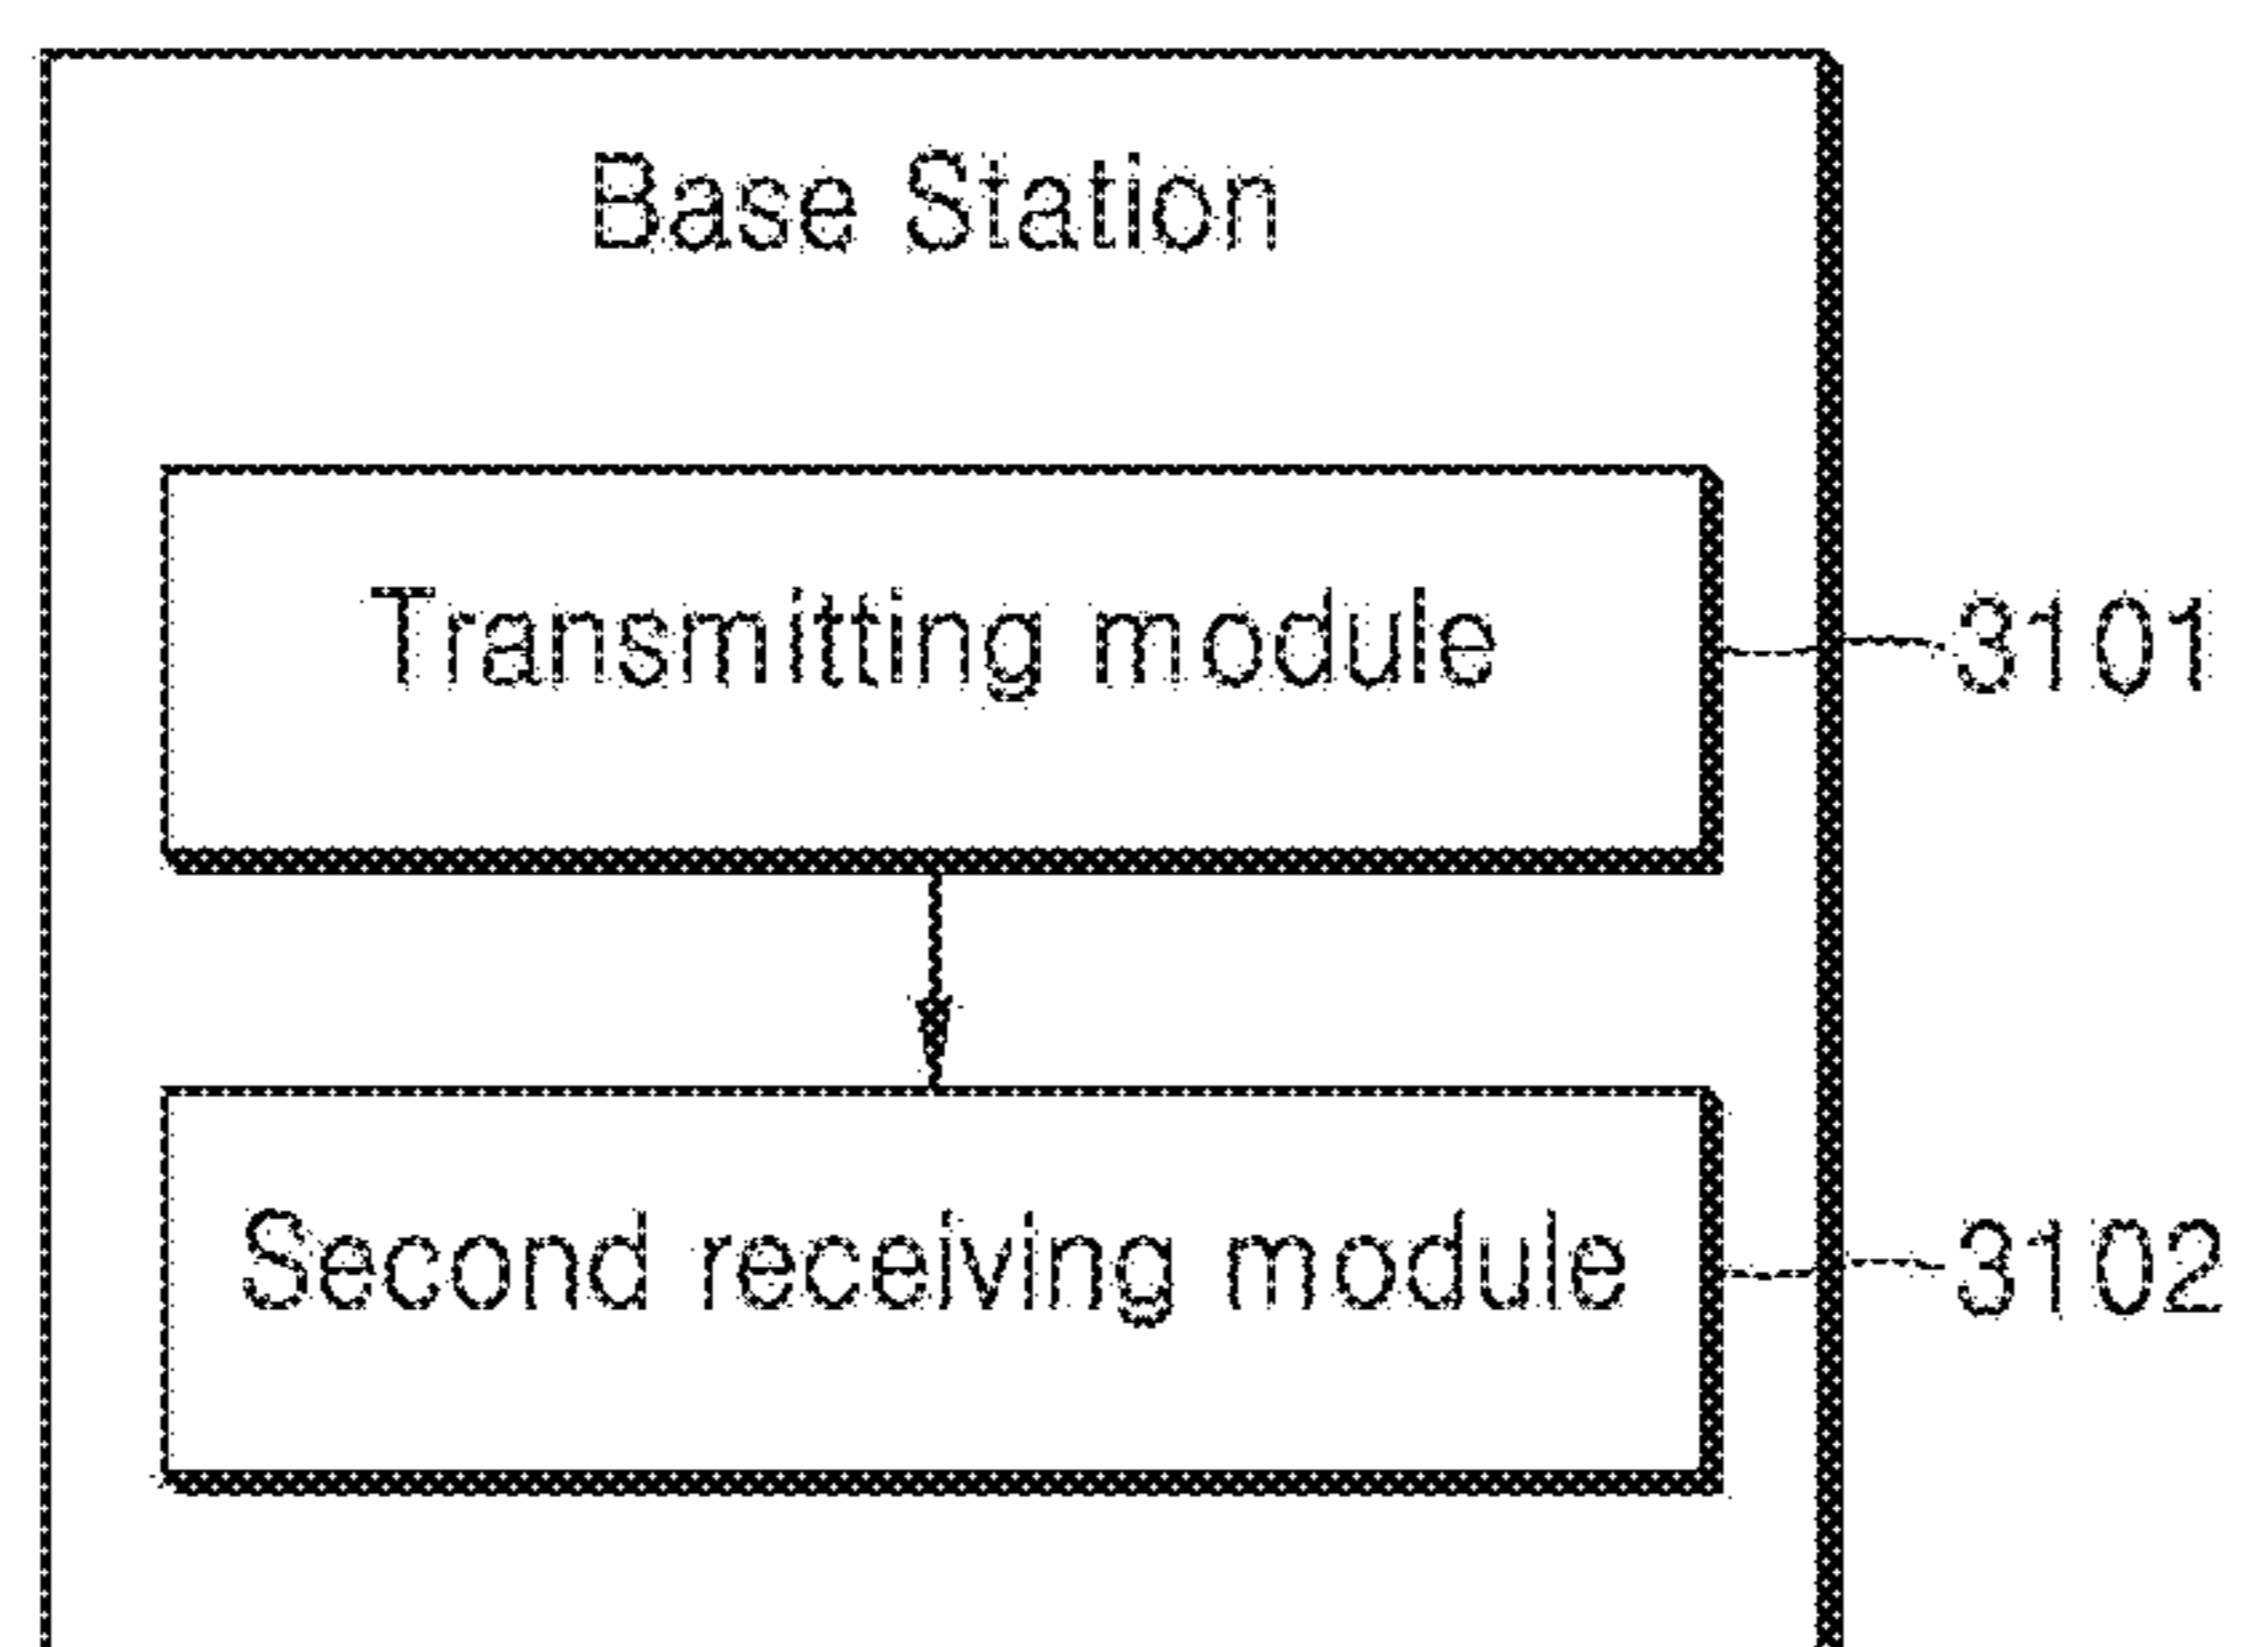 Base Station
Transmitting module
3101
Second receiving module
3102